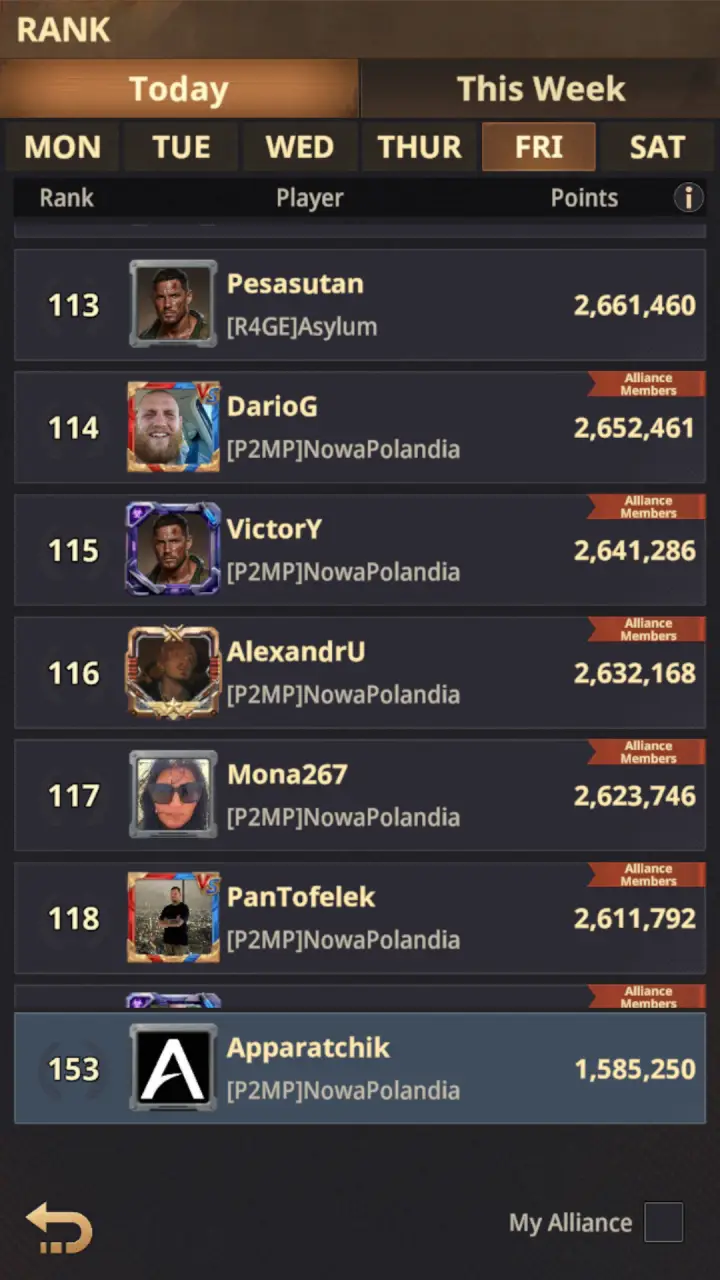 RANK
Today
This Week
MON TUE WED THUR FRI SAT
Rank Player Points i
113
Pesasutan
[R4GE]Asylum
2,661,460
Alliance
Members
114
DarioG
[P2MP]NowaPolandia
2,652,461
Alliance
Members
115
VictorY
[P2MP]NowaPolandia
2,641,286
Alliance
Members
116
AlexandrU
[P2MP]NowaPolandia
2,632,168
Alliance
Members
117
Mona267
[P2MP]NowaPolandia
2,623,746
Alliance
Members
118
PanTofelek
[P2MP]NowaPolandia
2,611,792
Alliance
Members
153
Apparatchik
[P2MP]NowaPolandia
1,585,250
My Alliance